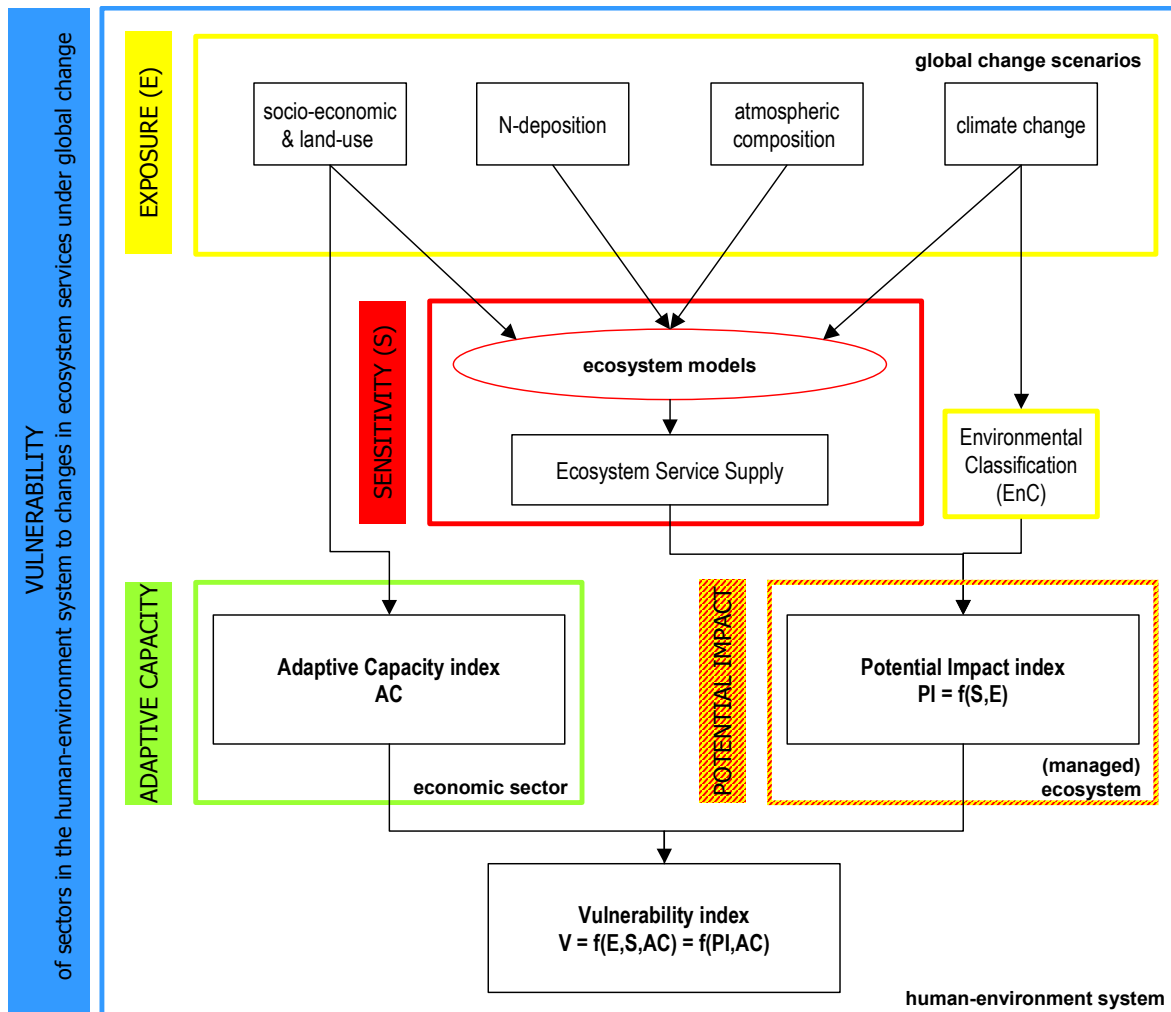 VULNERABILITY
of sectors in the human-environment system to changes in ecosystem services under global change
EXPOSURE (E)
global change scenarios
socio-economic
& land-use
N-deposition
atmospheric
composition
climate change
SENSITIVITY (S)
ecosystem models
Ecosystem Service Supply
Environmental
Classification
(EnC)
ADAPTIVE CAPACITY
Adaptive Capacity index
AC
economic sector
POTENTIAL IMPACT
Potential Impact index
PI = f(S,E)
(managed)
ecosystem
Vulnerability index
V = f(E,S,AC) = f(PI,AC)
human-environment system